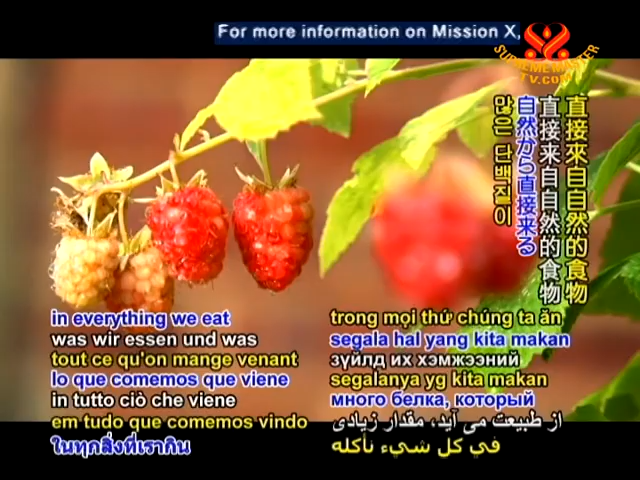 For more information on Mission X,
SUPREME MASTER
TV.COM
直接來自自然的食物
直接来自自然的食物
自然から直接来る
많은 단백질이
in everything we eat
was wir essen und was
tout ce qu'on mange venant
lo que comemos que viene
in tutto ciò che viene
em tudo que comemos vindo
ในทุกสิ่งที่เรากิน
trong mọi thứ chúng ta ăn
segala hal yang kita makan
зүйлд их хэмжээний
segalanya yg kita makan
много белка, который
از طبیعت می آید، مقدار زیادی
في كل شيء نأكله